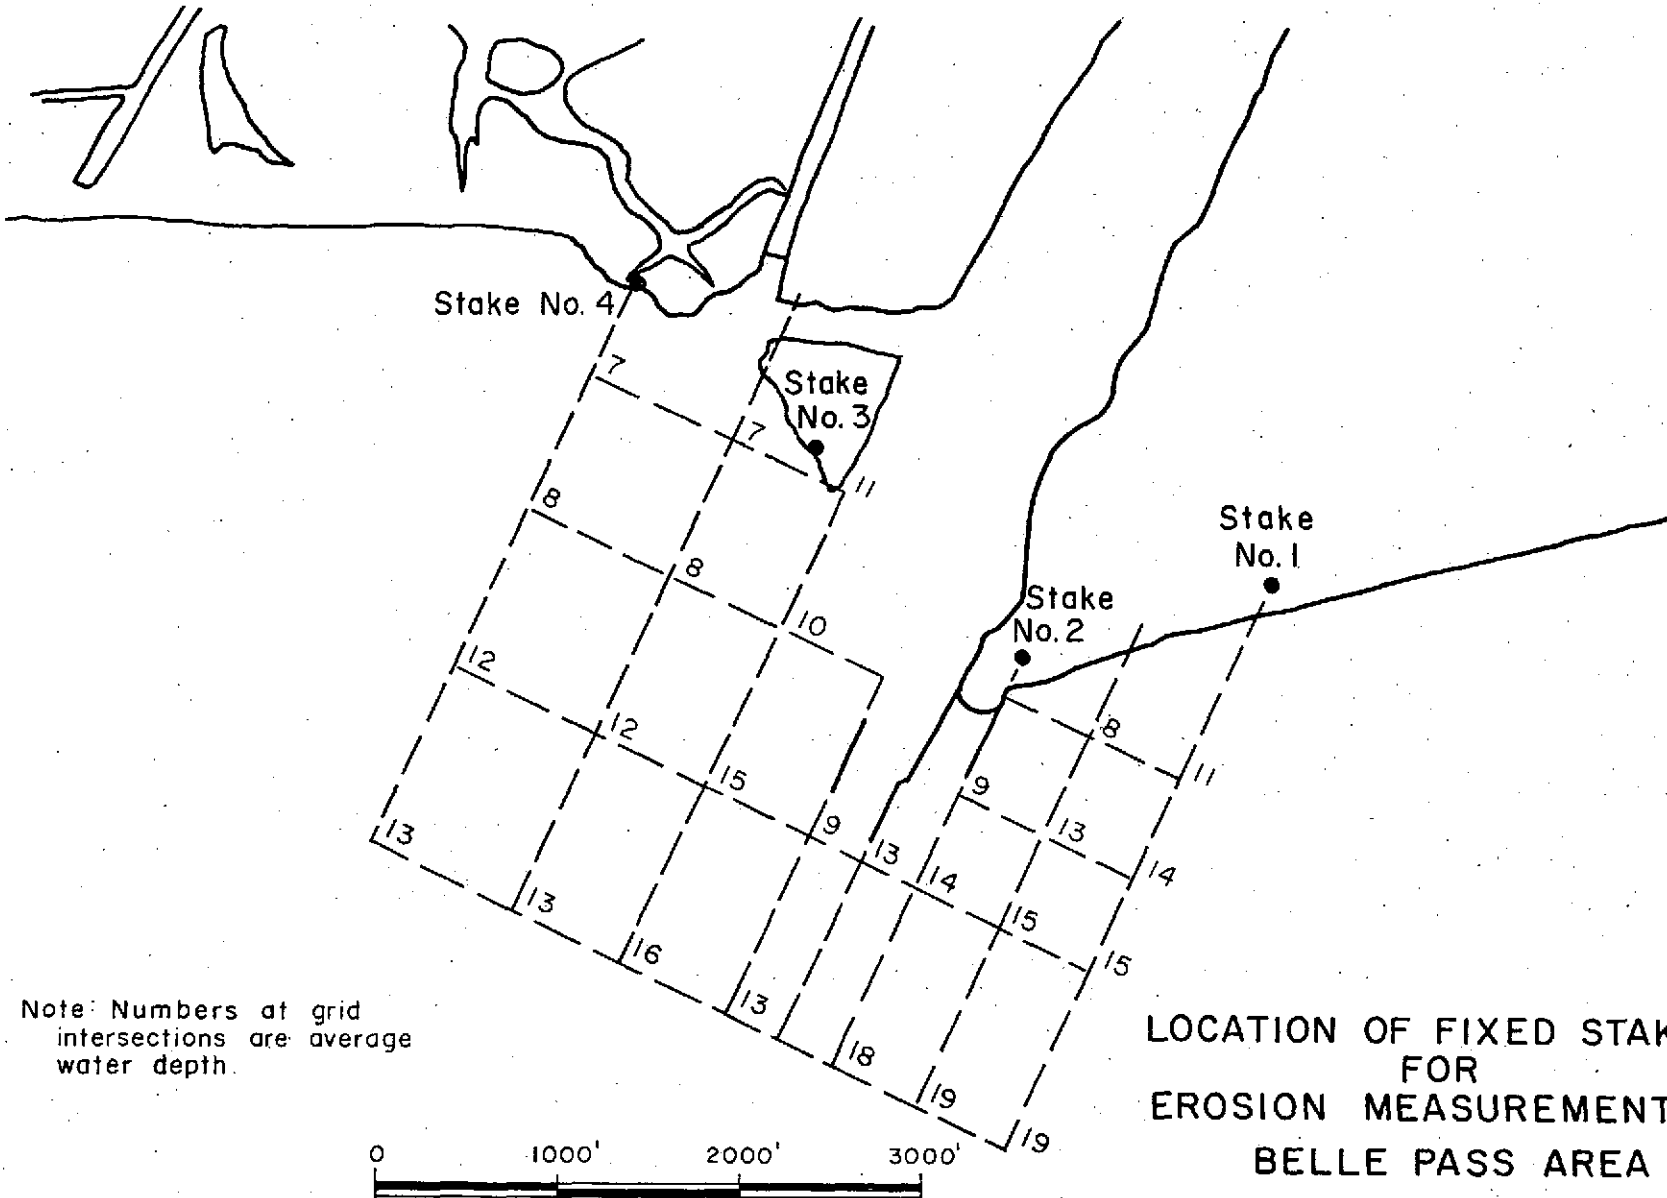 Stake No. 4
7
Stake
No. 3
7
11
8
8
Stake
No. 1
10
Stake
No. 2
12
12
8
11
15
9
9
13
13
13
14
14
15
15
13
16
13
18
19
19
Note: Numbers at grid
intersections are average
water depth.
LOCATION OF FIXED STAK
FOR
EROSION MEASUREMENT
BELLE PASS AREA
0 1000' 2000' 3000'